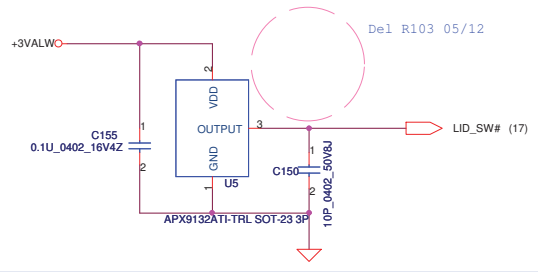 Del R103 05/12
+3VALW
2
VDD
OUTPUT
3
LID_SW# (17)
C155
0.1U_0402_16V4Z
1
2
GND
1
U5
C150
1
2
10P_0402_50V8J
APX9132ATI-TRL SOT-23 3P